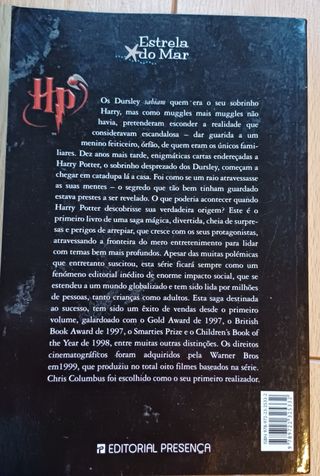 Estrela
do Mar
HP
Os Dursley sabiam quem era o seu sobrinho
Harry, mas como muggles mais muggles não
havia, pretenderam esconder a realidade que
consideravam escandalosa – dar guarida a um
menino feiticeiro, órfão, de quem eram os únicos fami-
liares. Dez anos mais tarde, enigmáticas cartas endereçadas a
Harry Potter, o sobrinho desprezado dos Dursley, começam a
chegar em catadupa lá a casa. Foi como se um raio atravessasse
as suas mentes – o segredo que tão bem tinham guardado
estava prestes a ser revelado. O que poderia acontecer quando
Harry Potter descobrisse sua verdadeira origem? Este é o
primeiro livro de uma saga mágica, divertida, cheia de surpre-
sas e perigos de arrepiar, que cresce com os seus protagonistas,
atravessando a fronteira do mero entretenimento para lidar
com temas bem mais profundos. Apesar das muitas polémicas
que entretanto suscitou, esta série ficará sempre como um
fenómeno editorial inédito de enorme impacto social, que se
estendeu a um mundo globalizado e tem sido lida por milhões
de pessoas, tanto crianças como adultos. Esta saga destinada
ao sucesso, tem sido um êxito de vendas desde o primeiro
volume, galardoado com o Gold Award de 1997, o British
Book Award de 1997, o Smarties Prize e o Children's Book of
the Year de 1998, entre muitas outras distinções. Os direitos
cinematográfitos foram adquiridos pela Warner Bros
em1999, que produziu no total oito filmes baseados na série.
Chris Columbus foi escolhido como o seu primeiro realizador.
EDITORIAL PRESENÇA